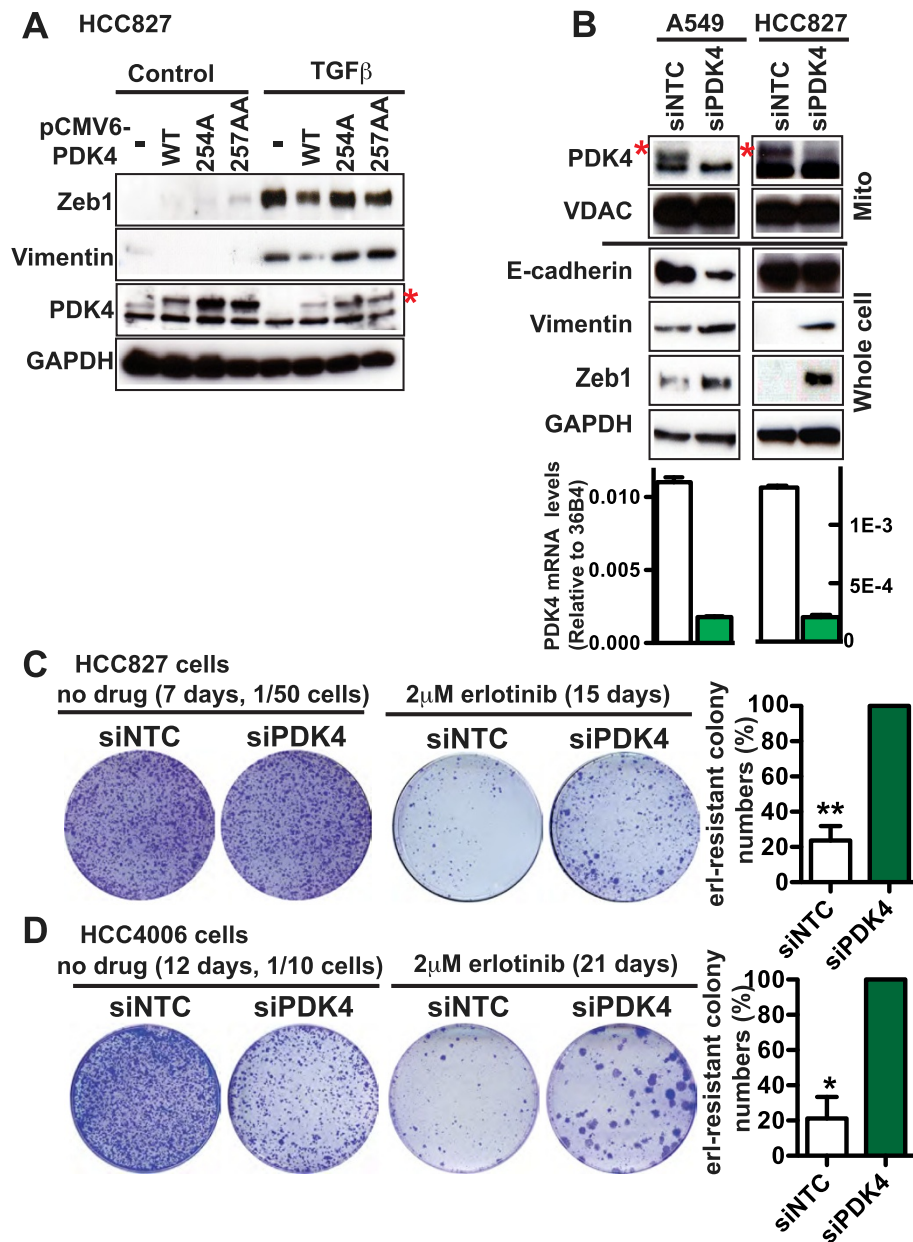 A HCC827
Control TGFβ
pCMV6-PDK4
- WT 254A 257AA - WT 254A 257AA
Zeb1
Vimentin
PDK4 *
GAPDH
B A549 HCC827
siNTC siPDK4 siNTC siPDK4
PDK4 * *
VDAC
Mito
E-cadherin
Vimentin
Zeb1
GAPDH
Whole cell
PDK4 mRNA levels
(Relative to 36B4)
0.010
0.005
0.000
1E-3
5E-4
0
C HCC827 cells
no drug (7 days, 1/50 cells) 2μM erlotinib (15 days)
siNTC siPDK4 siNTC siPDK4
erl-resistant colony
numbers (%)
100
80
60
40
20
0
**
siNTC siPDK4
D HCC4006 cells
no drug (12 days, 1/10 cells) 2μM erlotinib (21 days)
siNTC siPDK4 siNTC siPDK4
erl-resistant colony
numbers (%)
100
80
60
40
20
0
*
siNTC siPDK4